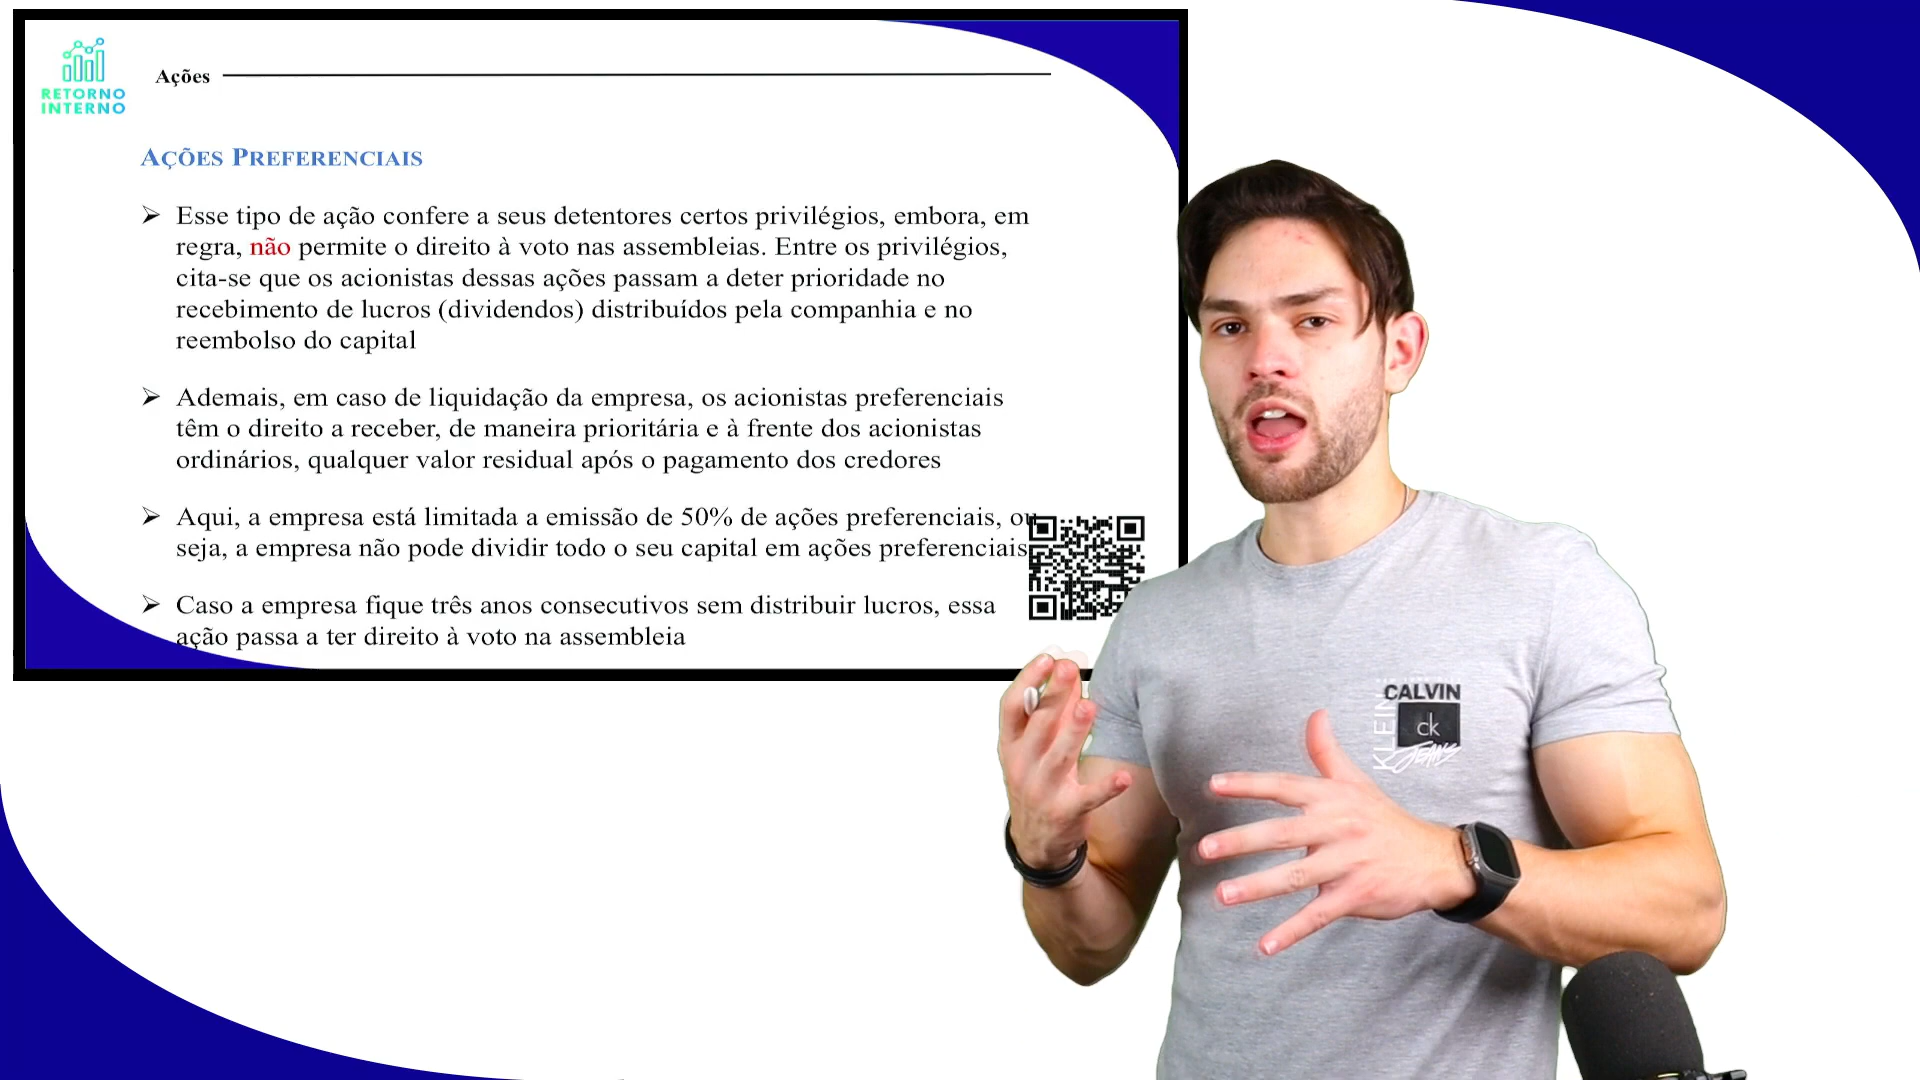 RETORNO
INTERNO
Ações
AÇÕES PREFERENCIAIS
Esse tipo de ação confere a seus detentores certos privilégios, embora, em
regra, não permite o direito à voto nas assembleias. Entre os privilégios,
cita-se que os acionistas dessas ações passam a deter prioridade no
recebimento de lucros (dividendos) distribuídos pela companhia e no
reembolso do capital
Ademais, em caso de liquidação da empresa, os acionistas preferenciais
têm o direito a receber, de maneira prioritária e à frente dos acionistas
ordinários, qualquer valor residual após o pagamento dos credores
Aqui, a empresa está limitada a emissão de 50% de ações preferenciais, ou
seja, a empresa não pode dividir todo o seu capital em ações preferenciais
Caso a empresa fique três anos consecutivos sem distribuir lucros, essa
ação passa a ter direito à voto na assembleia
CALVIN
KLEIN
ck
JEANS